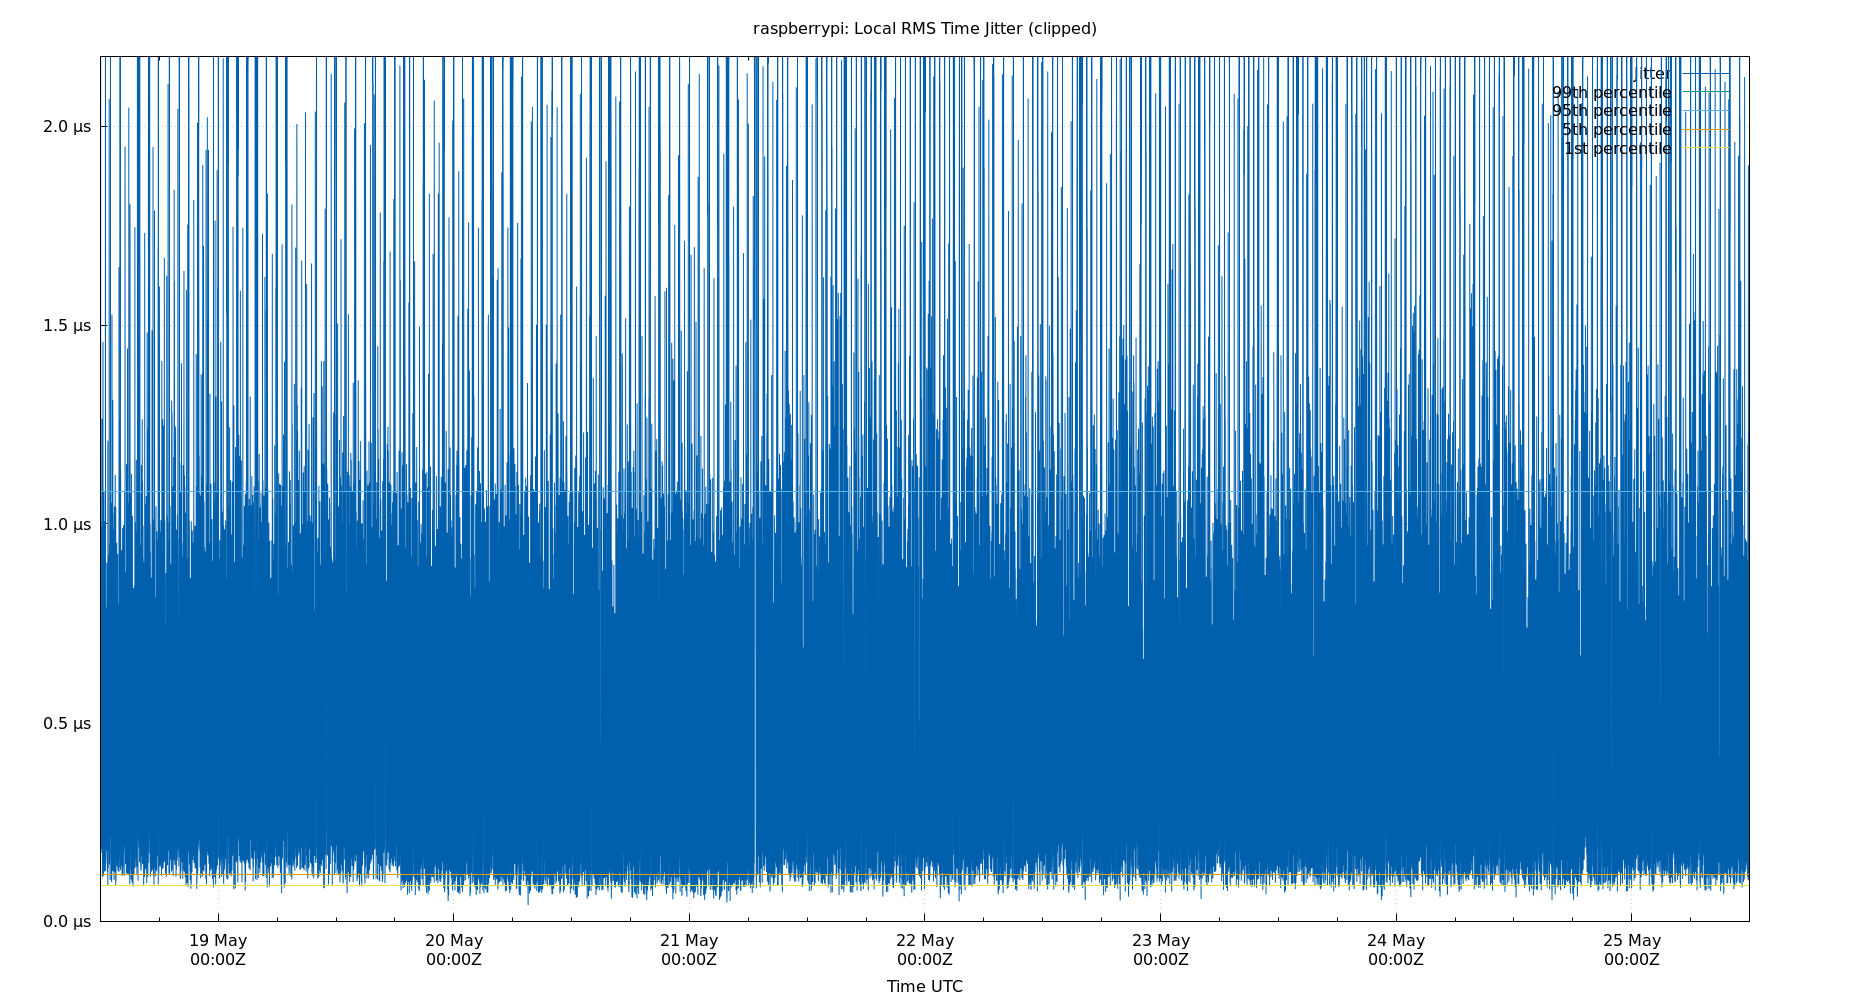 raspberrypi: Local RMS Time Jitter (clipped)
jitter
99th percentile
95th percentile
5th percentile
1st percentile
2.0 µs
1.5 µs
1.0 µs
0.5 µs
0.0 µs
19 May 20 May 21 May 22 May 23 May 24 May 25 May
00:00Z 00:00Z 00:00Z 00:00Z 00:00Z 00:00Z 00:00Z
Time UTC